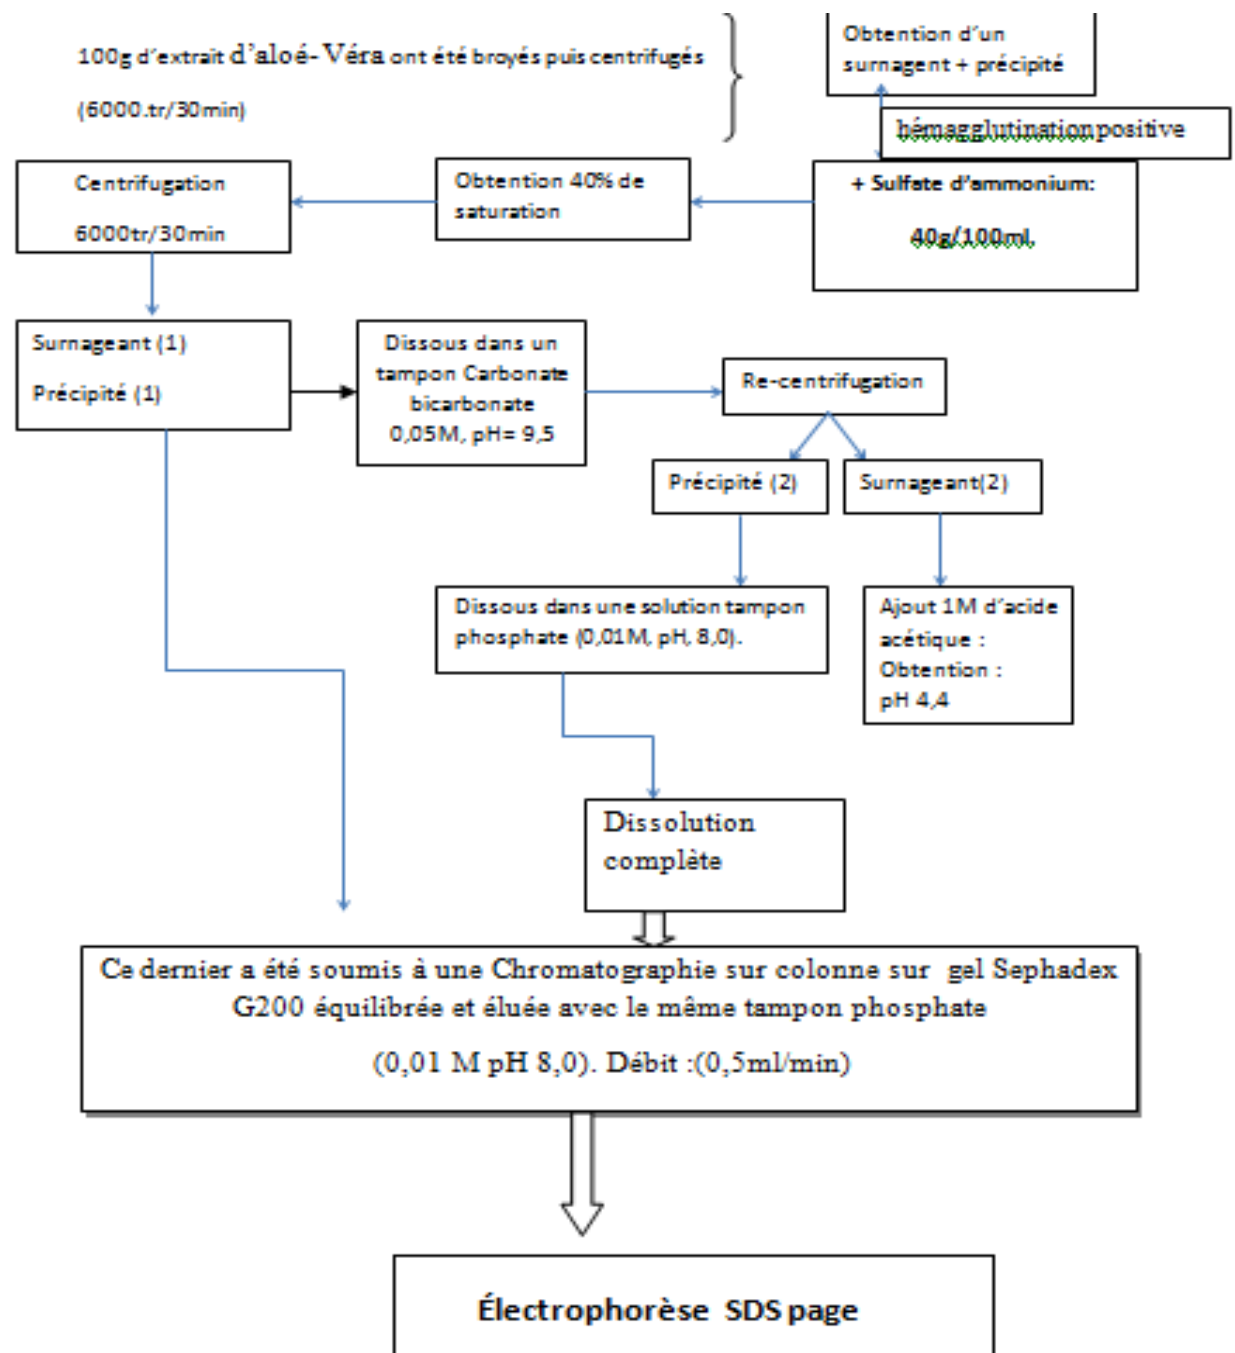 100g d'extrait d'aloé- Véra ont été broyés puis centrifugés
(6000.tr/30min)
Obtention d'un
surnagent + précipité
hémagglutination positive
+ Sulfate d'ammonium:
40g/100ml.
Obtention 40% de
saturation
Centrifugation
6000tr/30min
Surnageant (1)
Précipité (1)
Dissous dans un
tampon Carbonate
bicarbonate
0,05M, pH= 9,5
Re-centrifugation
Précipité (2)
Surnageant(2)
Dissous dans une solution tampon
phosphate (0,01M, pH, 8,0).
Ajout 1M d'acide
acétique :
Obtention :
pH 4,4
Dissolution
complète
Ce dernier a été soumis à une Chromatographie sur colonne sur gel Sephadex
G200 équilibrée et éluée avec le même tampon phosphate
(0,01 M pH 8,0). Débit :(0,5ml/min)
Électrophorèse SDS page